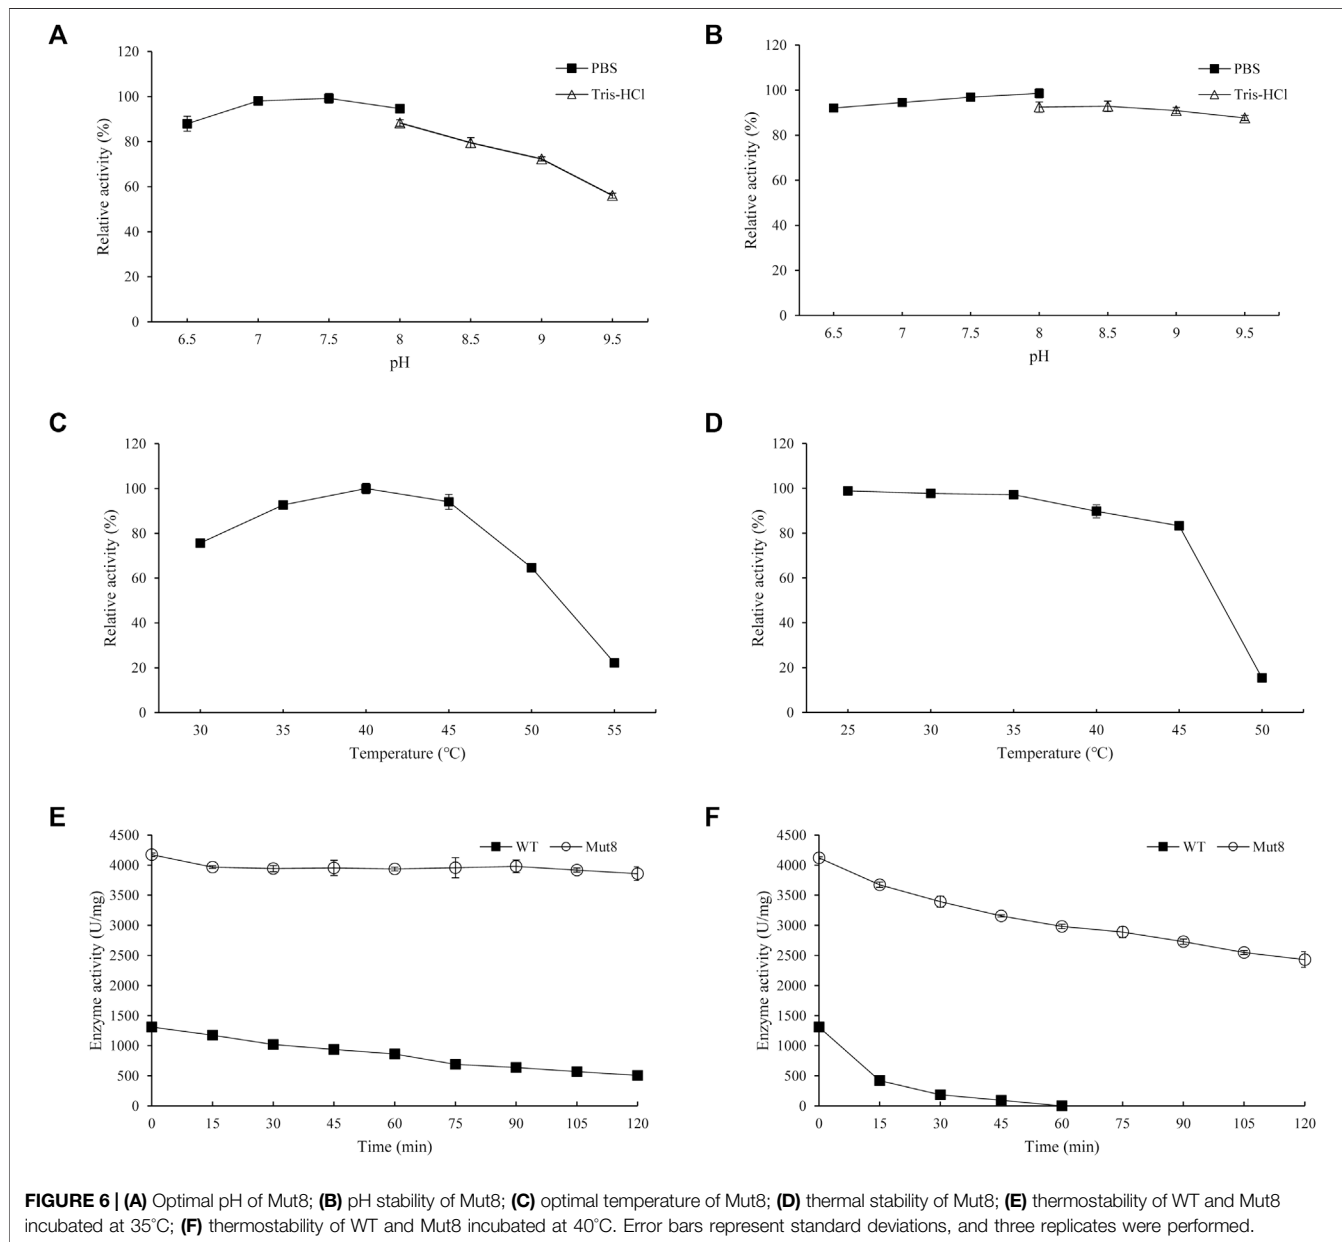 A
120
100
80
60
40
20
0
Relative activity (%)
PBS
Tris-HCl
6.5 7 7.5 8 8.5 9 9.5
pH
B
120
100
80
60
40
20
0
Relative activity (%)
PBS
Tris-HCl
6.5 7 7.5 8 8.5 9 9.5
pH
C
120
100
80
60
40
20
0
Relative activity (%)
30 35 40 45 50 55
Temperature (°C)
D
120
100
80
60
40
20
0
Relative activity (%)
25 30 35 40 45 50
Temperature (°C)
E
4500
4000
3500
3000
2500
2000
1500
1000
500
0
Enzyme activity (U/mg)
WT Mut8
0 15 30 45 60 75 90 105 120
Time (min)
F
4500
4000
3500
3000
2500
2000
1500
1000
500
0
Enzyme activity (U/mg)
WT Mut8
0 15 30 45 60 75 90 105 120
Time (min)
FIGURE 6 | (A) Optimal pH of Mut8; (B) pH stability of Mut8; (C) optimal temperature of Mut8; (D) thermal stability of Mut8; (E) thermostability of WT and Mut8
incubated at 35°C; (F) thermostability of WT and Mut8 incubated at 40°C. Error bars represent standard deviations, and three replicates were performed.